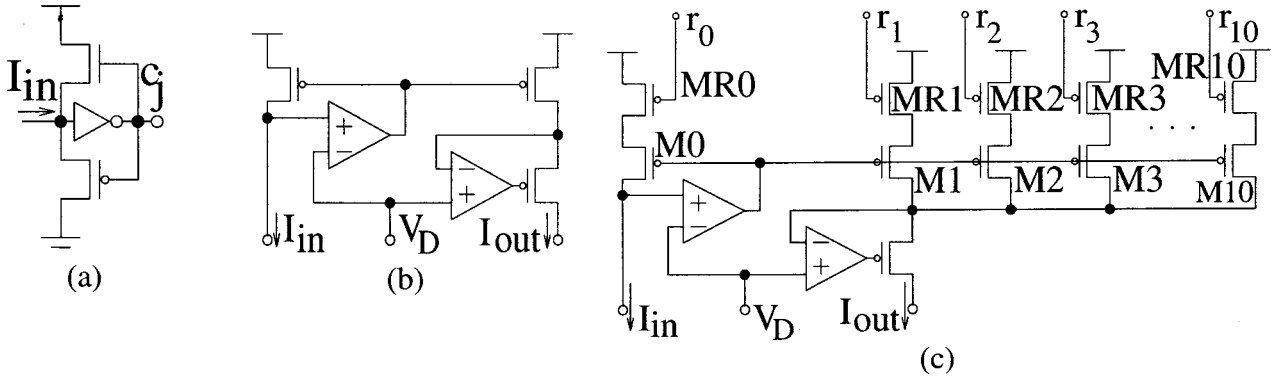 I_in
c_j
(a)
+
−
−
+
I_in
V_D
I_out
(b)
r_0
r_1
r_2
r_3
r_10
MR0
MR1
MR2
MR3
MR10
. . .
M0
M1
M2
M3
M10
+
−
−
+
I_in
V_D
I_out
(c)